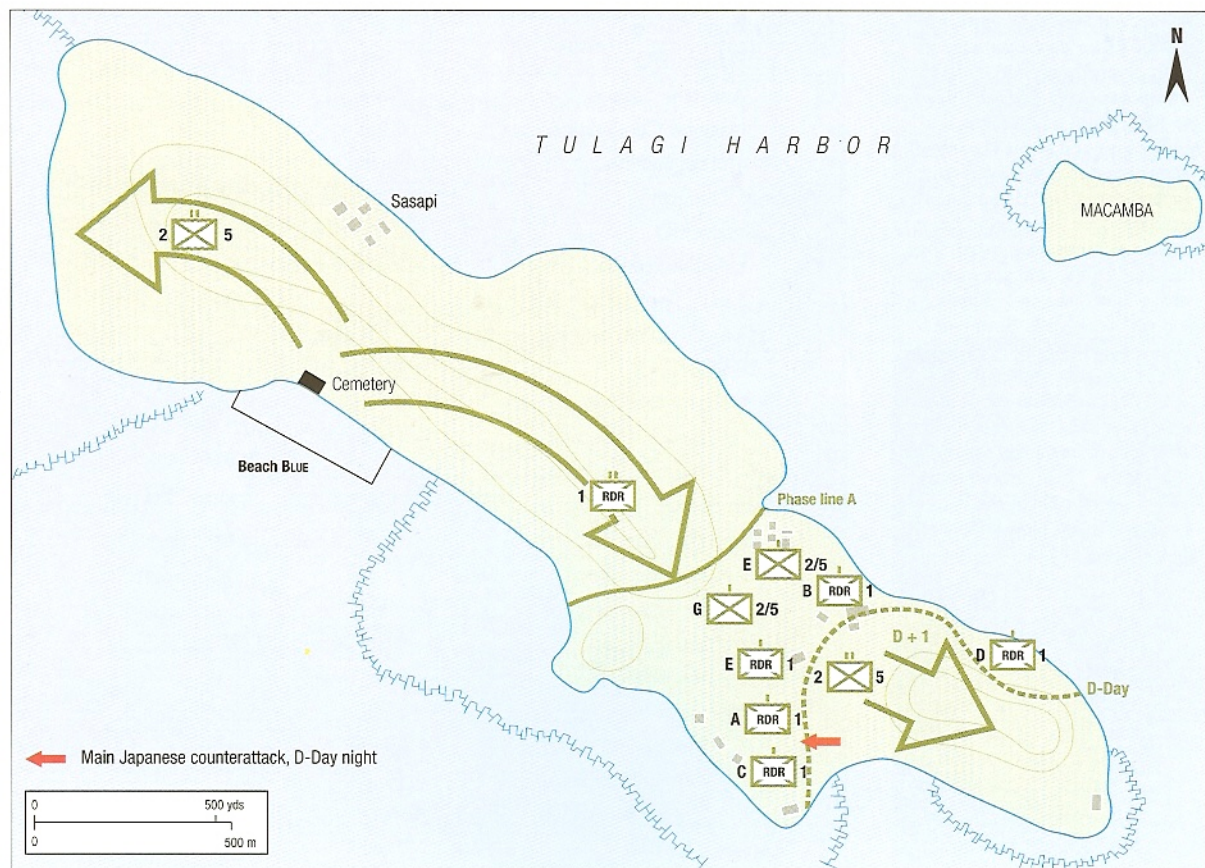 N
TULAGI HARBOR
MACAMBA
Sasapi
2 5
Cemetery
Beach BLUE
1 RDR
Phase line A
E 2/5
B RDR 1
G 2/5
E RDR 1
D + 1
D RDR 1
2 5
D-Day
A RDR 1
C RDR 1
Main Japanese counterattack, D-Day night
0 500 yds
0 500 m